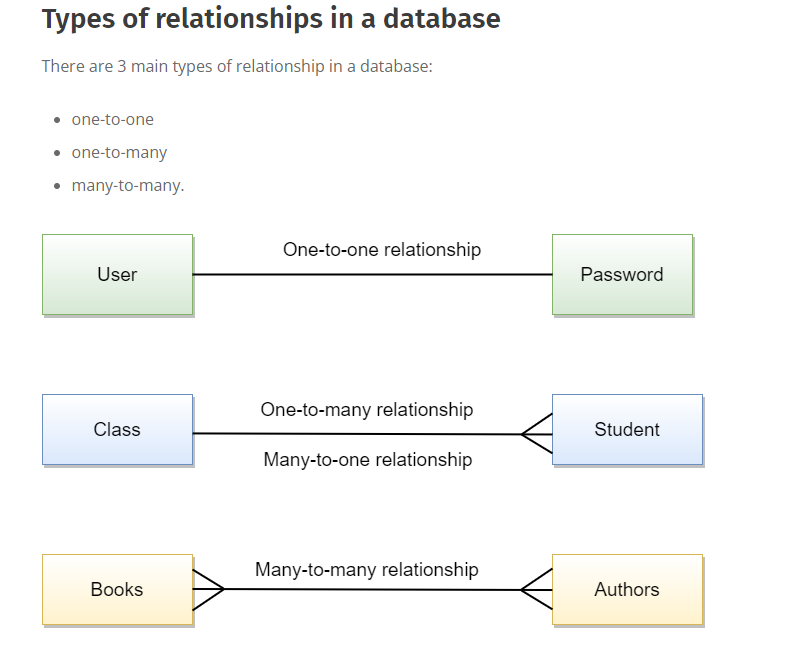 Types of relationships in a database
There are 3 main types of relationship in a database:
one-to-one
one-to-many
many-to-many.
One-to-one relationship
User
Password
One-to-many relationship
Class
Student
Many-to-one relationship
Many-to-many relationship
Books
Authors